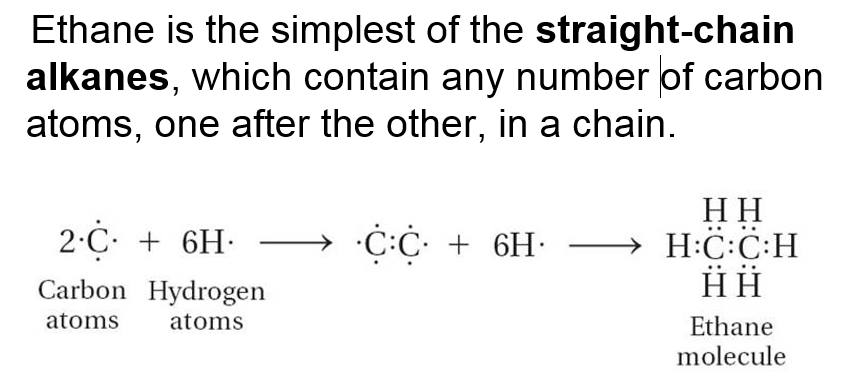 Ethane is the simplest of the straight-chain
alkanes, which contain any number of carbon
atoms, one after the other, in a chain.
H H
2·Ċ· + 6H· ⟶ ·Ċ:Ċ· + 6H· ⟶ H:C̈:C̈:H
Ḧ Ḧ
Carbon Hydrogen
atoms atoms
Ethane
molecule